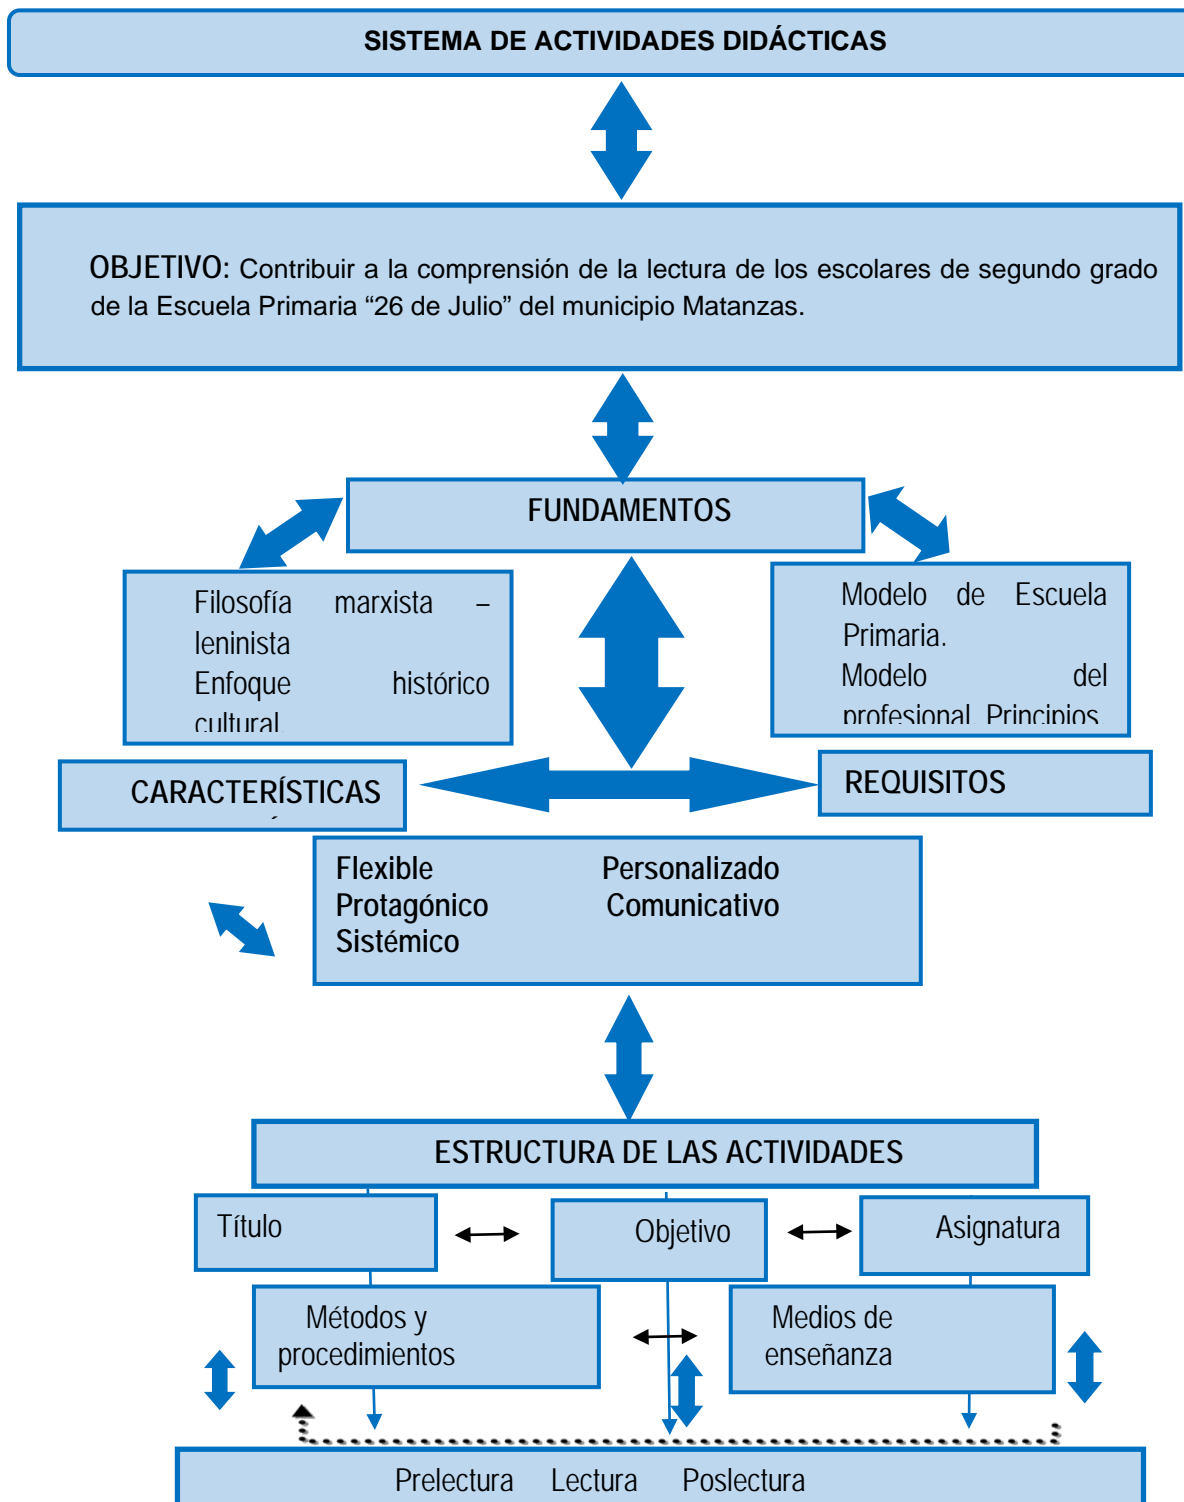 SISTEMA DE ACTIVIDADES DIDÁCTICAS
OBJETIVO: Contribuir a la comprensión de la lectura de los escolares de segundo grado
de la Escuela Primaria “26 de Julio” del municipio Matanzas.
FUNDAMENTOS
Filosofía marxista –
leninista
Enfoque histórico
cultural.
Modelo de Escuela
Primaria.
Modelo del
profesional. Principios
CARACTERÍSTICAS
REQUISITOS
Flexible Personalizado
Protagónico Comunicativo
Sistémico
ESTRUCTURA DE LAS ACTIVIDADES
Título
Objetivo
Asignatura
Métodos y
procedimientos
Medios de
enseñanza
Prelectura Lectura Poslectura